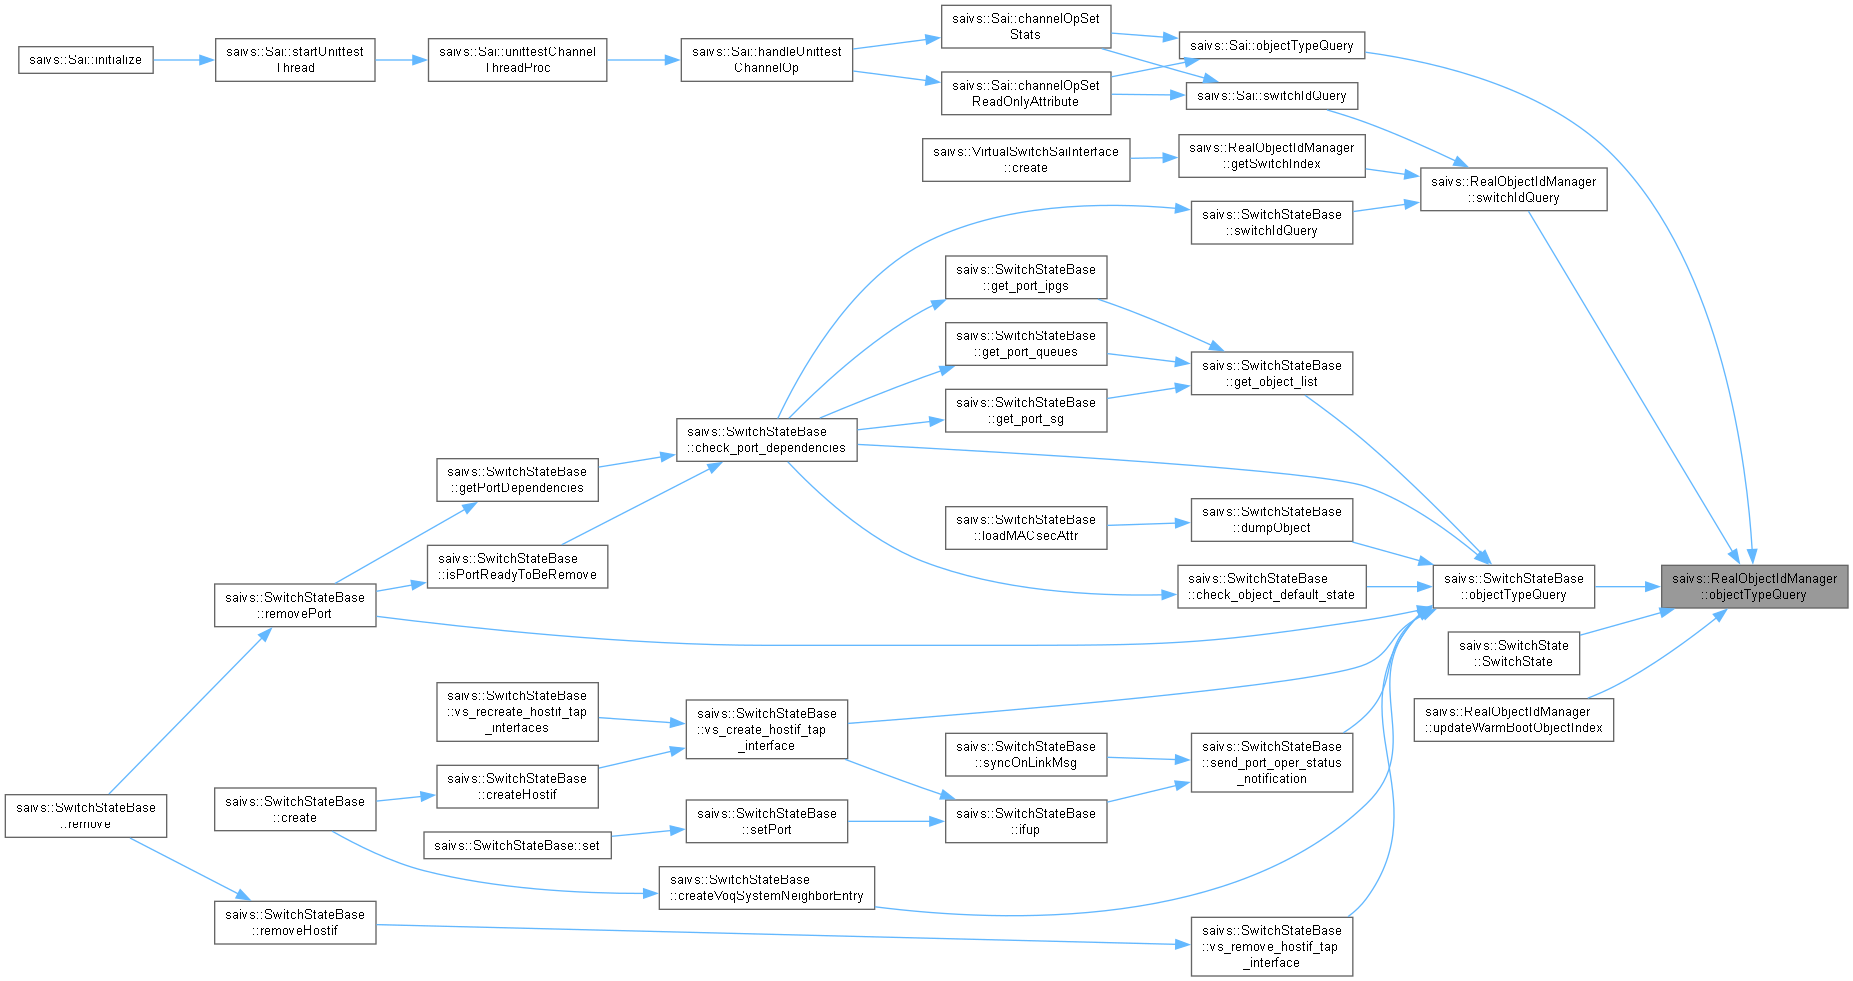 saivs::Sai::initialize
saivs::Sai::startUnittest
Thread
saivs::Sai::unittestChannel
ThreadProc
saivs::Sai::handleUnittest
ChannelOp
saivs::Sai::channelOpSet
Stats
saivs::Sai::channelOpSet
ReadOnlyAttribute
saivs::Sai::objectTypeQuery
saivs::Sai::switchIdQuery
saivs::VirtualSwitchSaiInterface
::create
saivs::RealObjectIdManager
::getSwitchIndex
saivs::RealObjectIdManager
::switchIdQuery
saivs::SwitchStateBase
::switchIdQuery
saivs::SwitchStateBase
::get_port_ipgs
saivs::SwitchStateBase
::get_port_queues
saivs::SwitchStateBase
::get_port_sg
saivs::SwitchStateBase
::get_object_list
saivs::SwitchStateBase
::check_port_dependencies
saivs::SwitchStateBase
::getPortDependencies
saivs::SwitchStateBase
::isPortReadyToBeRemove
saivs::SwitchStateBase
::removePort
saivs::SwitchStateBase
::loadMACsecAttr
saivs::SwitchStateBase
::dumpObject
saivs::SwitchStateBase
::check_object_default_state
saivs::SwitchStateBase
::objectTypeQuery
saivs::RealObjectIdManager
::objectTypeQuery
saivs::SwitchState
::SwitchState
saivs::RealObjectIdManager
::updateWarmBootObjectIndex
saivs::SwitchStateBase
::vs_recreate_hostif_tap
_interfaces
saivs::SwitchStateBase
::vs_create_hostif_tap
_interface
saivs::SwitchStateBase
::syncOnLinkMsg
saivs::SwitchStateBase
::send_port_oper_status
_notification
saivs::SwitchStateBase
::createHostif
saivs::SwitchStateBase
::remove
saivs::SwitchStateBase
::create
saivs::SwitchStateBase::set
saivs::SwitchStateBase
::setPort
saivs::SwitchStateBase
::ifup
saivs::SwitchStateBase
::createVoqSystemNeighborEntry
saivs::SwitchStateBase
::removeHostif
saivs::SwitchStateBase
::vs_remove_hostif_tap
_interface